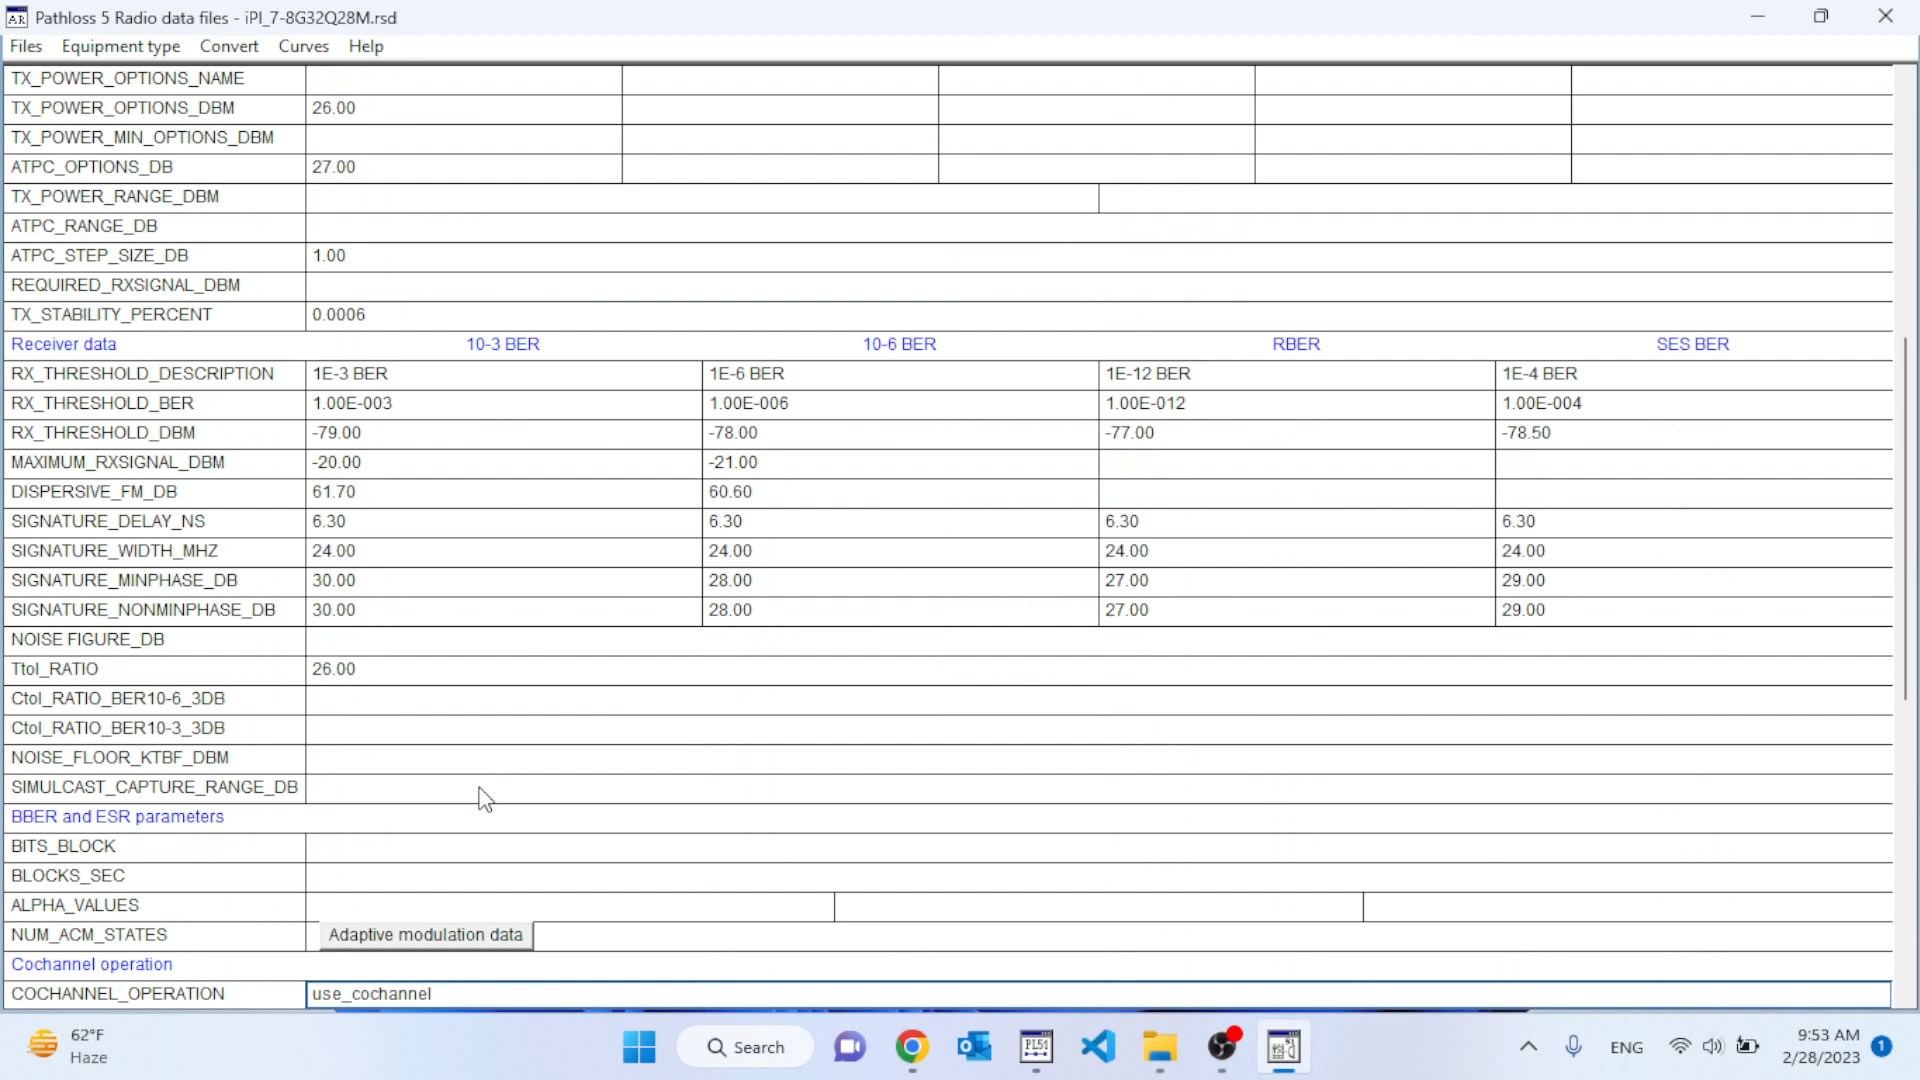 Pathloss 5 Radio data files - iPI_7-8G32Q28M.rsd
Files Equipment type Convert Curves Help
TX_POWER_OPTIONS_NAME
TX_POWER_OPTIONS_DBM 26.00
TX_POWER_MIN_OPTIONS_DBM
ATPC_OPTIONS_DB 27.00
TX_POWER_RANGE_DBM
ATPC_RANGE_DB
ATPC_STEP_SIZE_DB 1.00
REQUIRED_RXSIGNAL_DBM
TX_STABILITY_PERCENT 0.0006
Receiver data 10-3 BER 10-6 BER RBER SES BER
RX_THRESHOLD_DESCRIPTION 1E-3 BER 1E-6 BER 1E-12 BER 1E-4 BER
RX_THRESHOLD_BER 1.00E-003 1.00E-006 1.00E-012 1.00E-004
RX_THRESHOLD_DBM -79.00 -78.00 -77.00 -78.50
MAXIMUM_RXSIGNAL_DBM -20.00 -21.00
DISPERSIVE_FM_DB 61.70 60.60
SIGNATURE_DELAY_NS 6.30 6.30 6.30 6.30
SIGNATURE_WIDTH_MHZ 24.00 24.00 24.00 24.00
SIGNATURE_MINPHASE_DB 30.00 28.00 27.00 29.00
SIGNATURE_NONMINPHASE_DB 30.00 28.00 27.00 29.00
NOISE FIGURE_DB
TtoI_RATIO 26.00
CtoI_RATIO_BER10-6_3DB
CtoI_RATIO_BER10-3_3DB
NOISE_FLOOR_KTBF_DBM
SIMULCAST_CAPTURE_RANGE_DB
BBER and ESR parameters
BITS_BLOCK
BLOCKS_SEC
ALPHA_VALUES
NUM_ACM_STATES Adaptive modulation data
Cochannel operation
COCHANNEL_OPERATION use_cochannel
62°F
Haze
Search
PL51
ENG
9:53 AM
2/28/2023
1